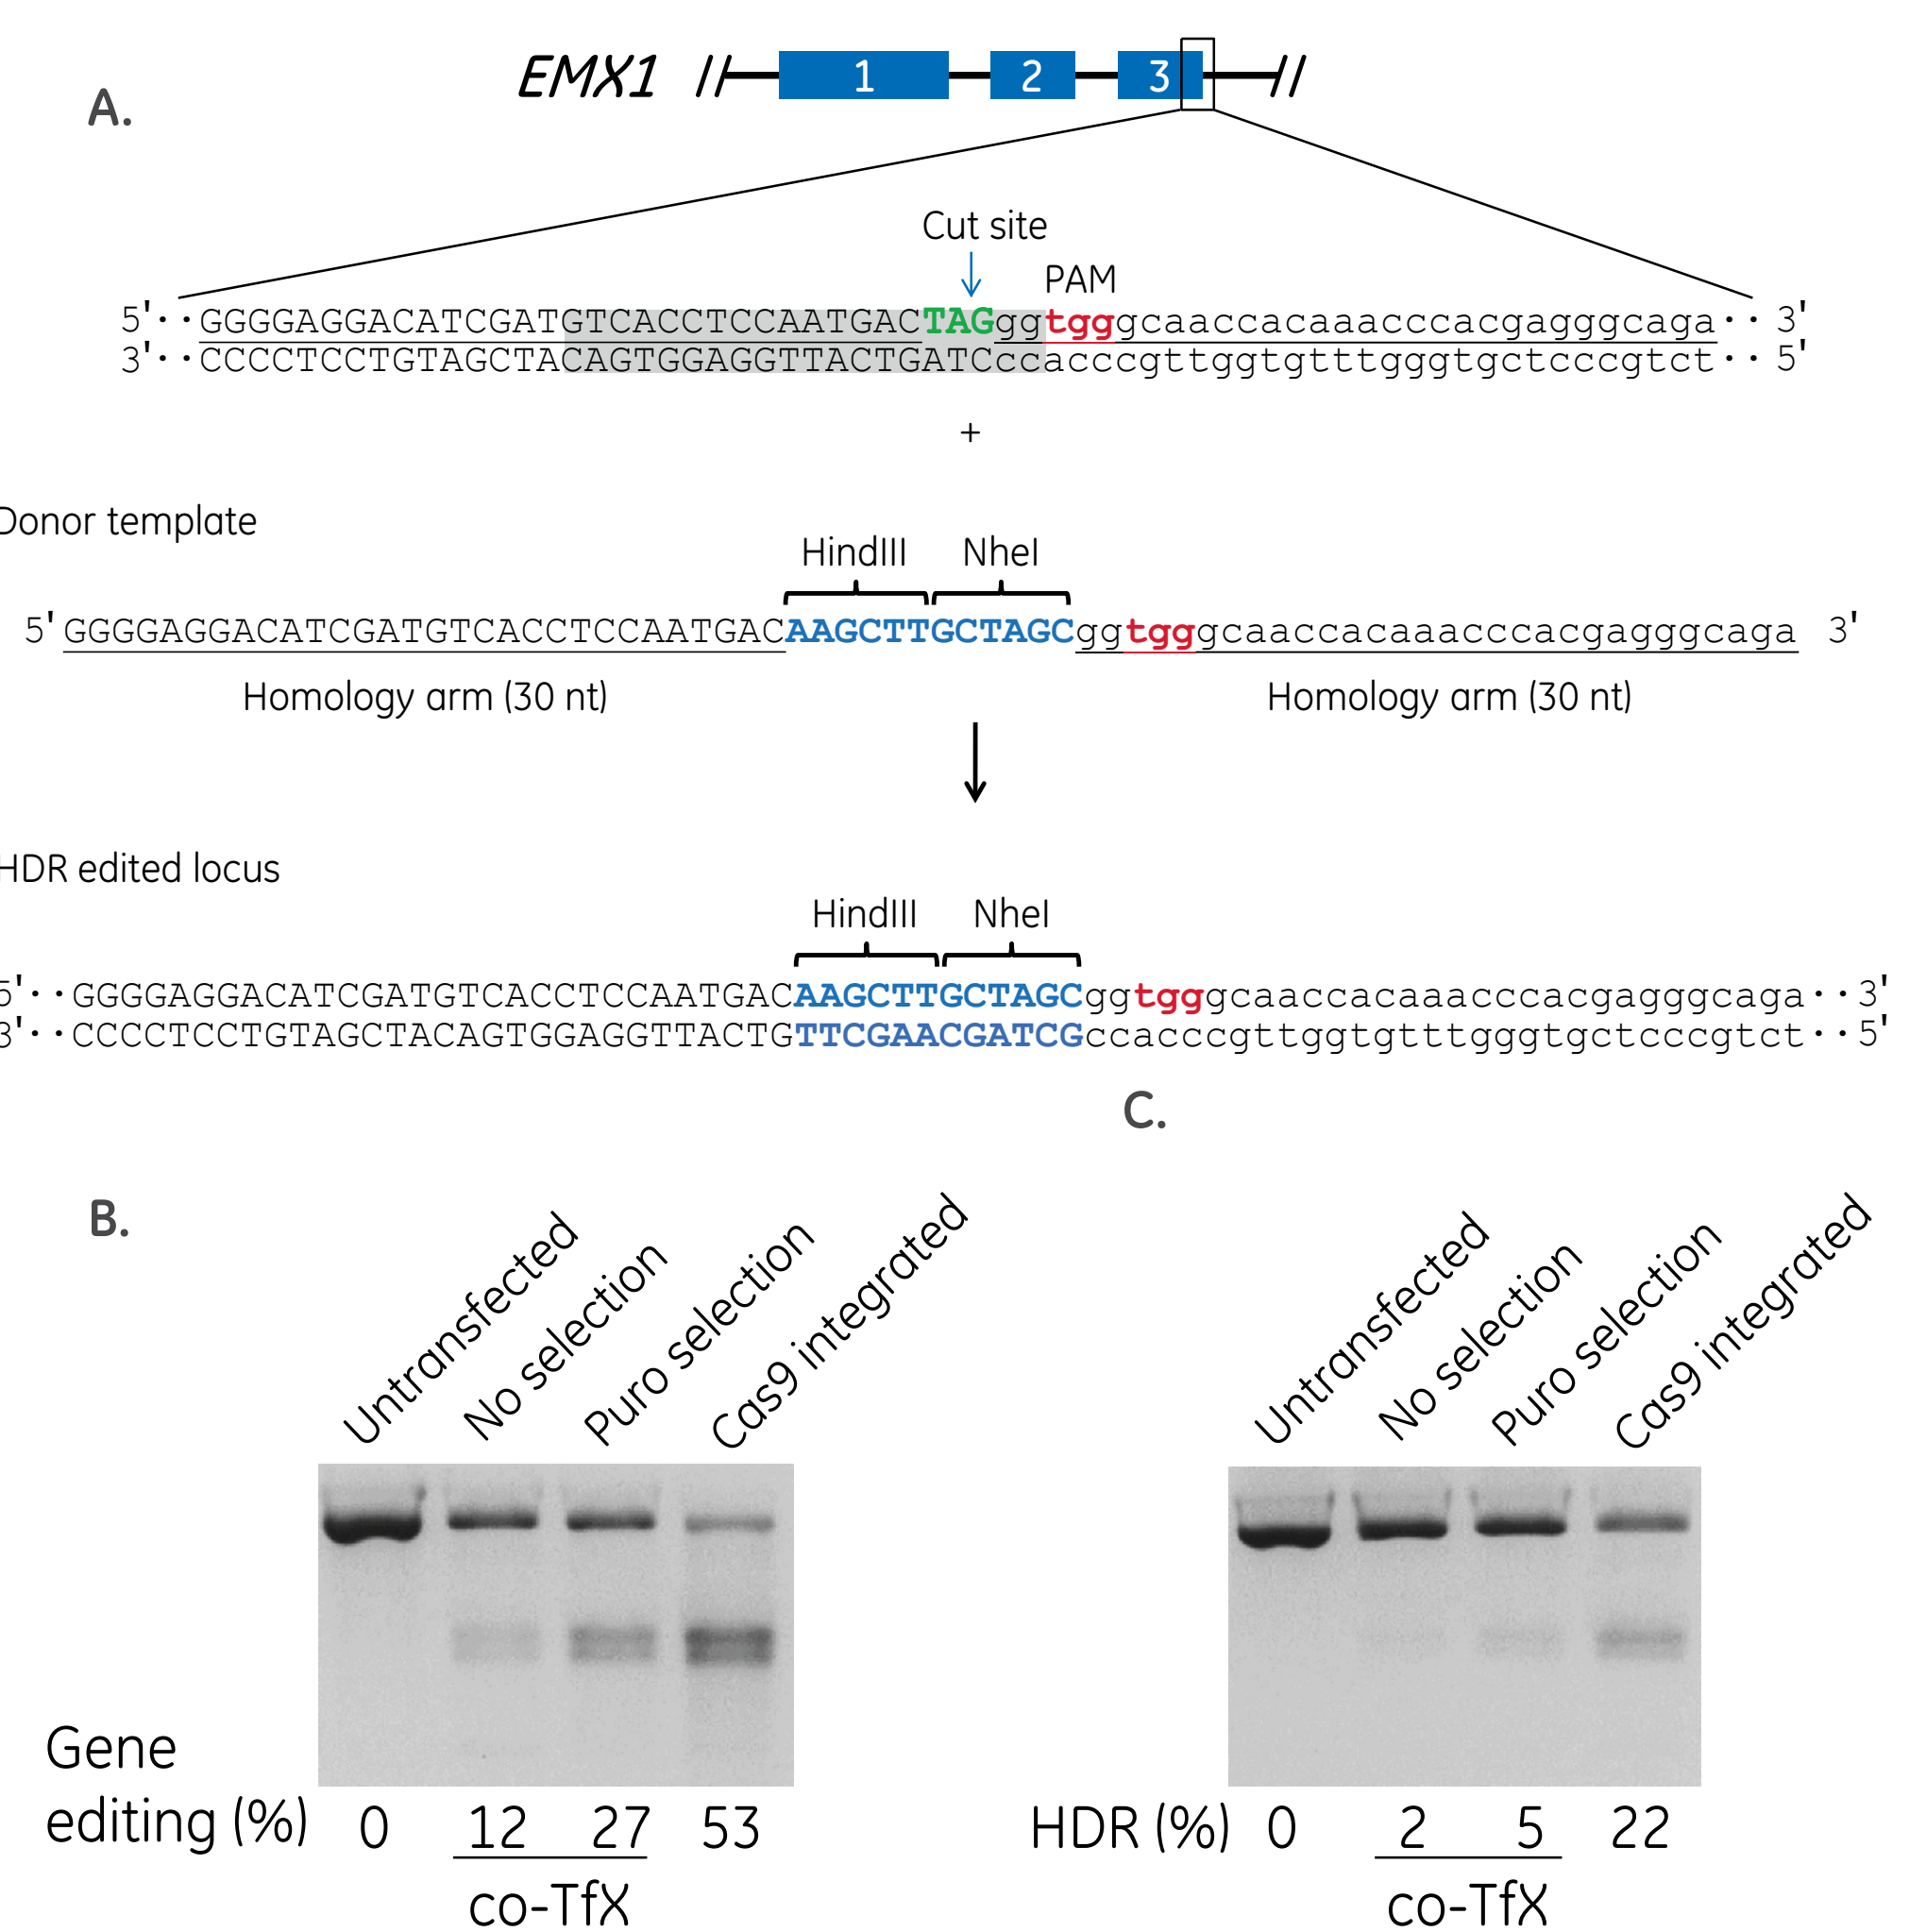 EMX1 // 1 2 3 //
A.
Cut site
PAM
5'··GGGGAGGACATCGATGTCACCTCCAATGACTAGggtgggcaaccacaaacccacgagggcaga·· 3'
3'··CCCCTCCTGTAGCTACAGTGGAGGTTACTGATCccacccgttggtgtttgggtgctcccgtct·· 5'
+
Donor template
HindIII NheI
5' GGGGAGGACATCGATGTCACCTCCAATGACAAGCTTGCTAGCggtgggcaaccacaaacccacgagggcaga 3'
Homology arm (30 nt) Homology arm (30 nt)
HDR edited locus
HindIII NheI
5'··GGGGAGGACATCGATGTCACCTCCAATGACAAGCTTGCTAGCggtgggcaaccacaaacccacgagggcaga··3'
3'··CCCCTCCTGTAGCTACAGTGGAGGTTACTGTTCGAACGATCGccacccgttggtgtttgggtgctcccgtct··5'
B.
Untransfected
No selection
Puro selection
Cas9 integrated
Gene
editing (%) 0 12 27 53
co-TfX
C.
Untransfected
No selection
Puro selection
Cas9 integrated
HDR (%) 0 2 5 22
co-TfX